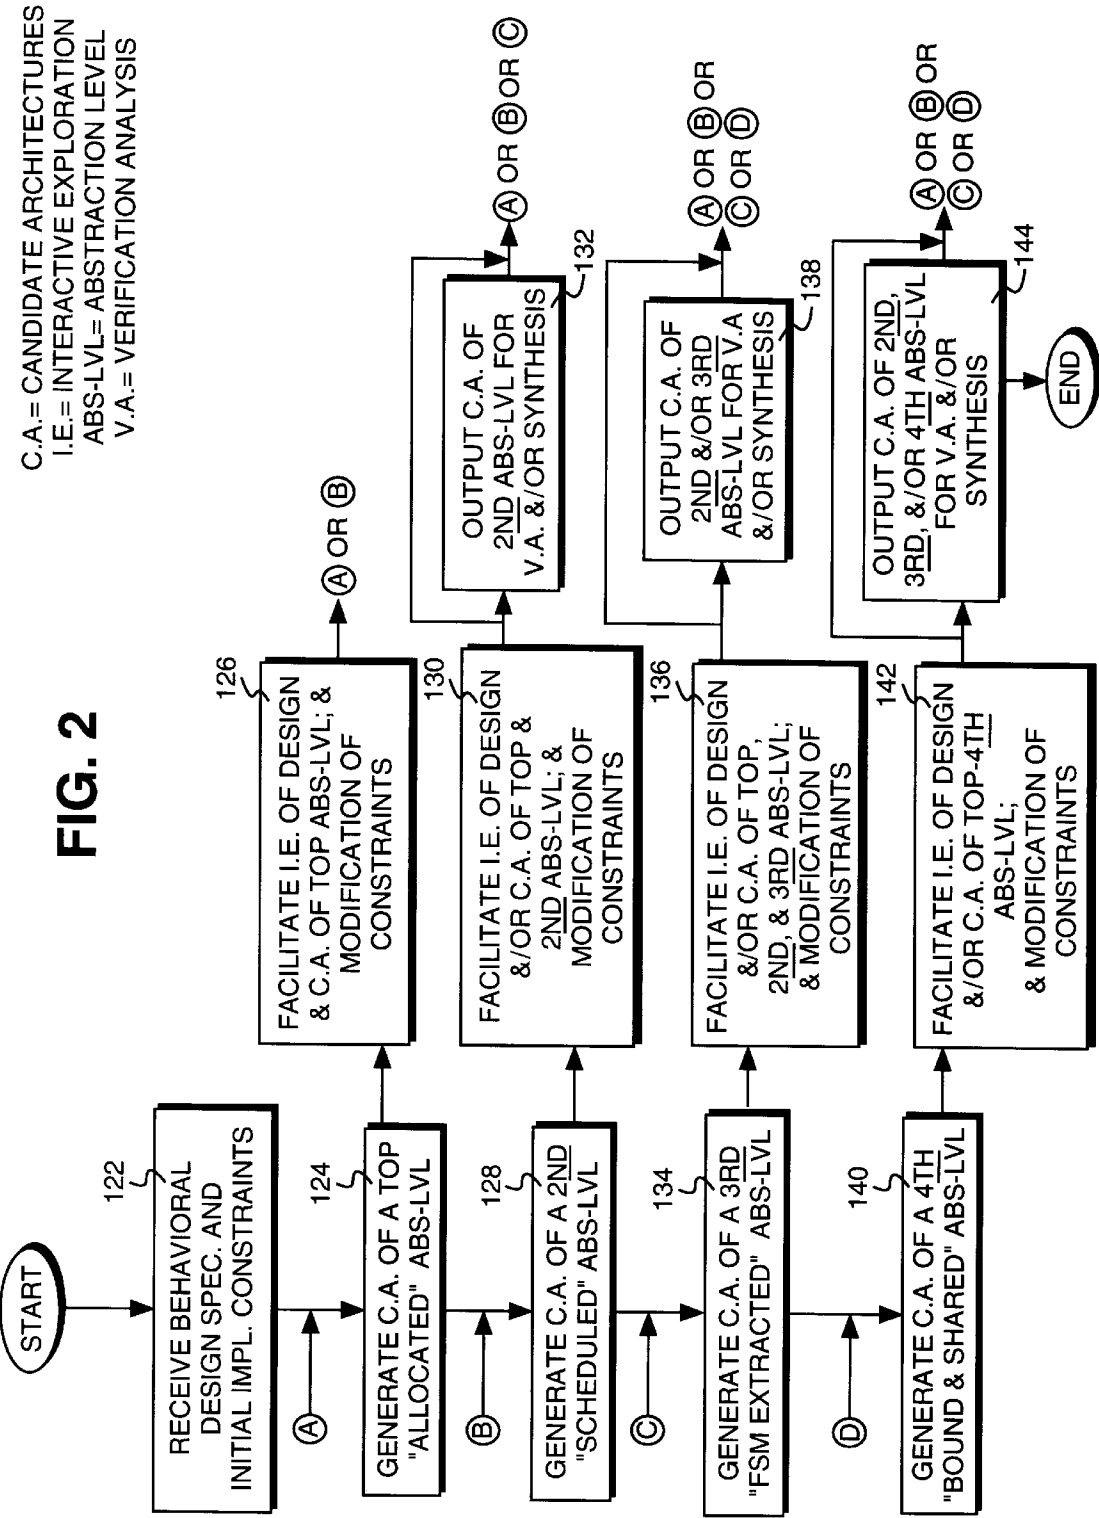 FIG. 2
C.A.= CANDIDATE ARCHITECTURES
I.E.= INTERACTIVE EXPLORATION
ABS-LVL= ABSTRACTION LEVEL
V.A.= VERIFICATION ANALYSIS
START
122
RECEIVE BEHAVIORAL
DESIGN SPEC. AND
INITIAL IMPL. CONSTRAINTS
A
124
GENERATE C.A. OF A TOP
"ALLOCATED" ABS-LVL
126
FACILITATE I.E. OF DESIGN
& C.A. OF TOP ABS-LVL; &
MODIFICATION OF
CONSTRAINTS
A OR B
B
128
GENERATE C.A. OF A 2ND
"SCHEDULED" ABS-LVL
130
FACILITATE I.E. OF DESIGN
&/OR C.A. OF TOP &
2ND ABS-LVL; &
MODIFICATION OF
CONSTRAINTS
OUTPUT C.A. OF
2ND ABS-LVL FOR
V.A. &/OR SYNTHESIS
132
A OR B OR C
C
134
GENERATE C.A. OF A 3RD
"FSM EXTRACTED" ABS-LVL
136
FACILITATE I.E. OF DESIGN
&/OR C.A. OF TOP,
2ND, & 3RD ABS-LVL;
& MODIFICATION OF
CONSTRAINTS
OUTPUT C.A. OF
2ND &/OR 3RD
ABS-LVL FOR V.A
&/OR SYNTHESIS
138
A OR B OR
C OR D
D
140
GENERATE C.A. OF A 4TH
"BOUND & SHARED" ABS-LVL
142
FACILITATE I.E. OF DESIGN
&/OR C.A. OF TOP-4TH
ABS-LVL;
& MODIFICATION OF
CONSTRAINTS
OUTPUT C.A. OF 2ND,
3RD, &/OR 4TH ABS-LVL
FOR V.A. &/OR
SYNTHESIS
144
A OR B OR
C OR D
END